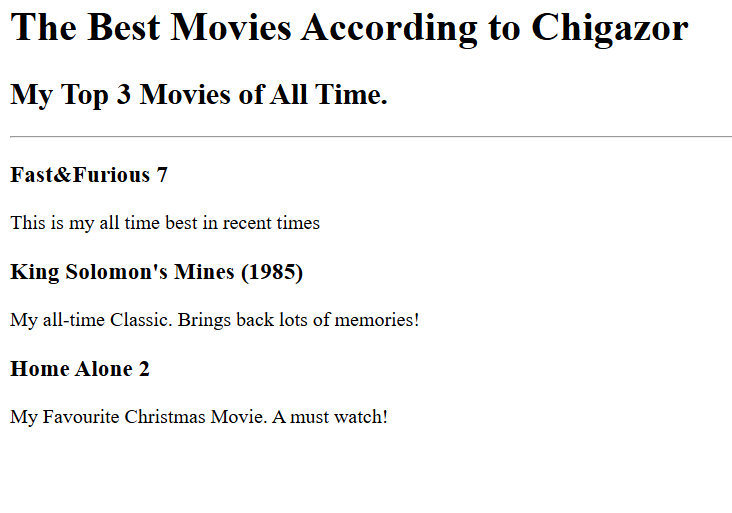 The Best Movies According to Chigazor
My Top 3 Movies of All Time.
Fast&Furious 7
This is my all time best in recent times
King Solomon's Mines (1985)
My all-time Classic. Brings back lots of memories!
Home Alone 2
My Favourite Christmas Movie. A must watch!